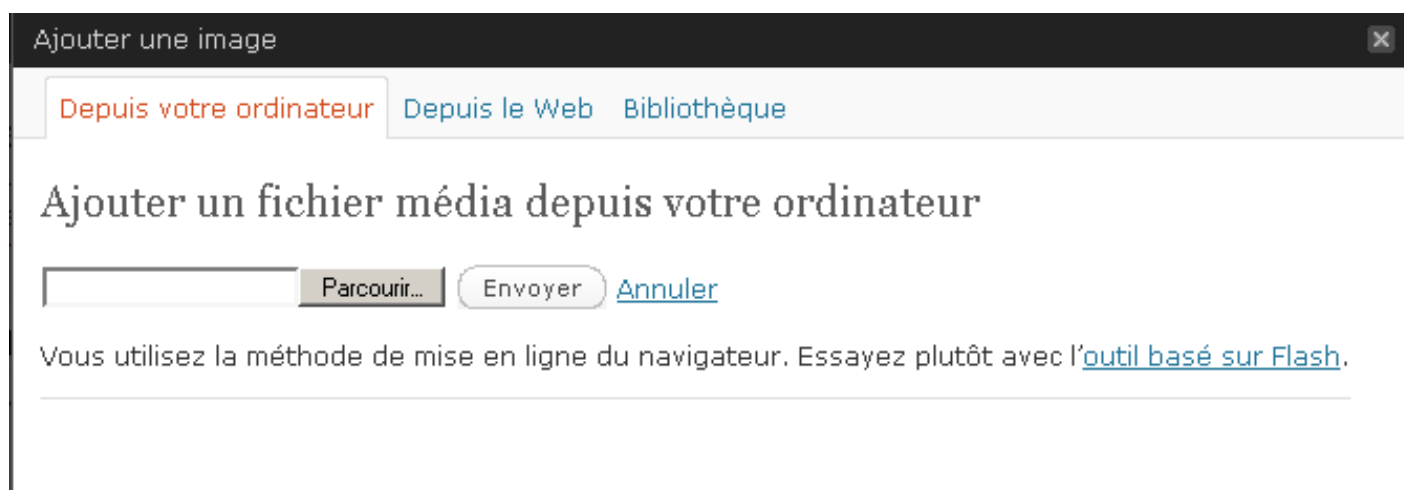 Ajouter une image
Depuis votre ordinateur Depuis le Web Bibliothèque
Ajouter un fichier média depuis votre ordinateur
Parcourir... Envoyer Annuler
Vous utilisez la méthode de mise en ligne du navigateur. Essayez plutôt avec l’outil basé sur Flash.